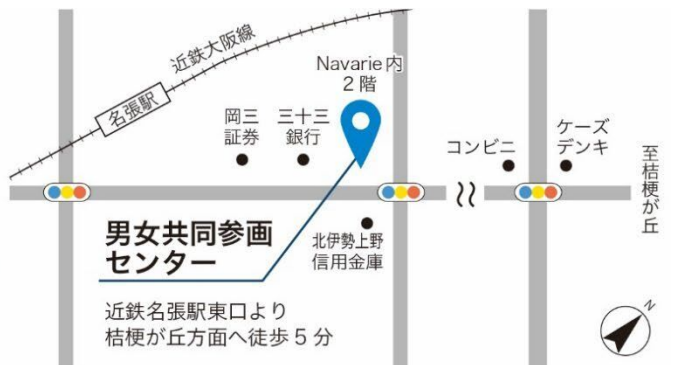 近鉄大阪線
名張駅
Navarie内
2階
岡三
証券
三十三
銀行
コンビニ
ケーズ
デンキ
至桔梗が丘
男女共同参画
センター
北伊勢上野
信用金庫
近鉄名張駅東口より
桔梗が丘方面へ徒歩5分
N